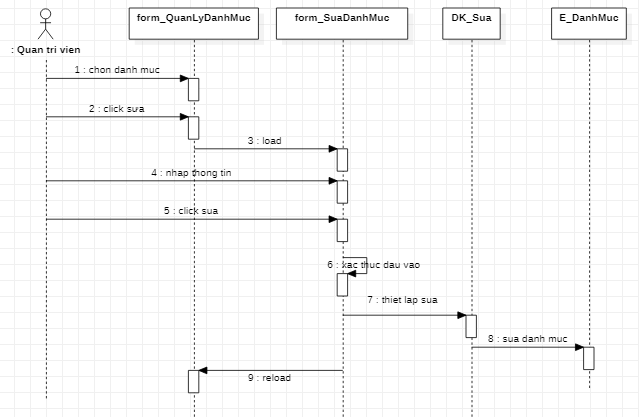 form_QuanLyDanhMuc
form_SuaDanhMuc
DK_Sua
E_DanhMuc
: Quan tri vien
1 : chon danh muc
2 : click sưa
3 : load
4 : nhap thong tin
5 : click sua
6 : xac thuc dau vao
7 : thiet lap sua
8 : sua danh muc
9 : reload